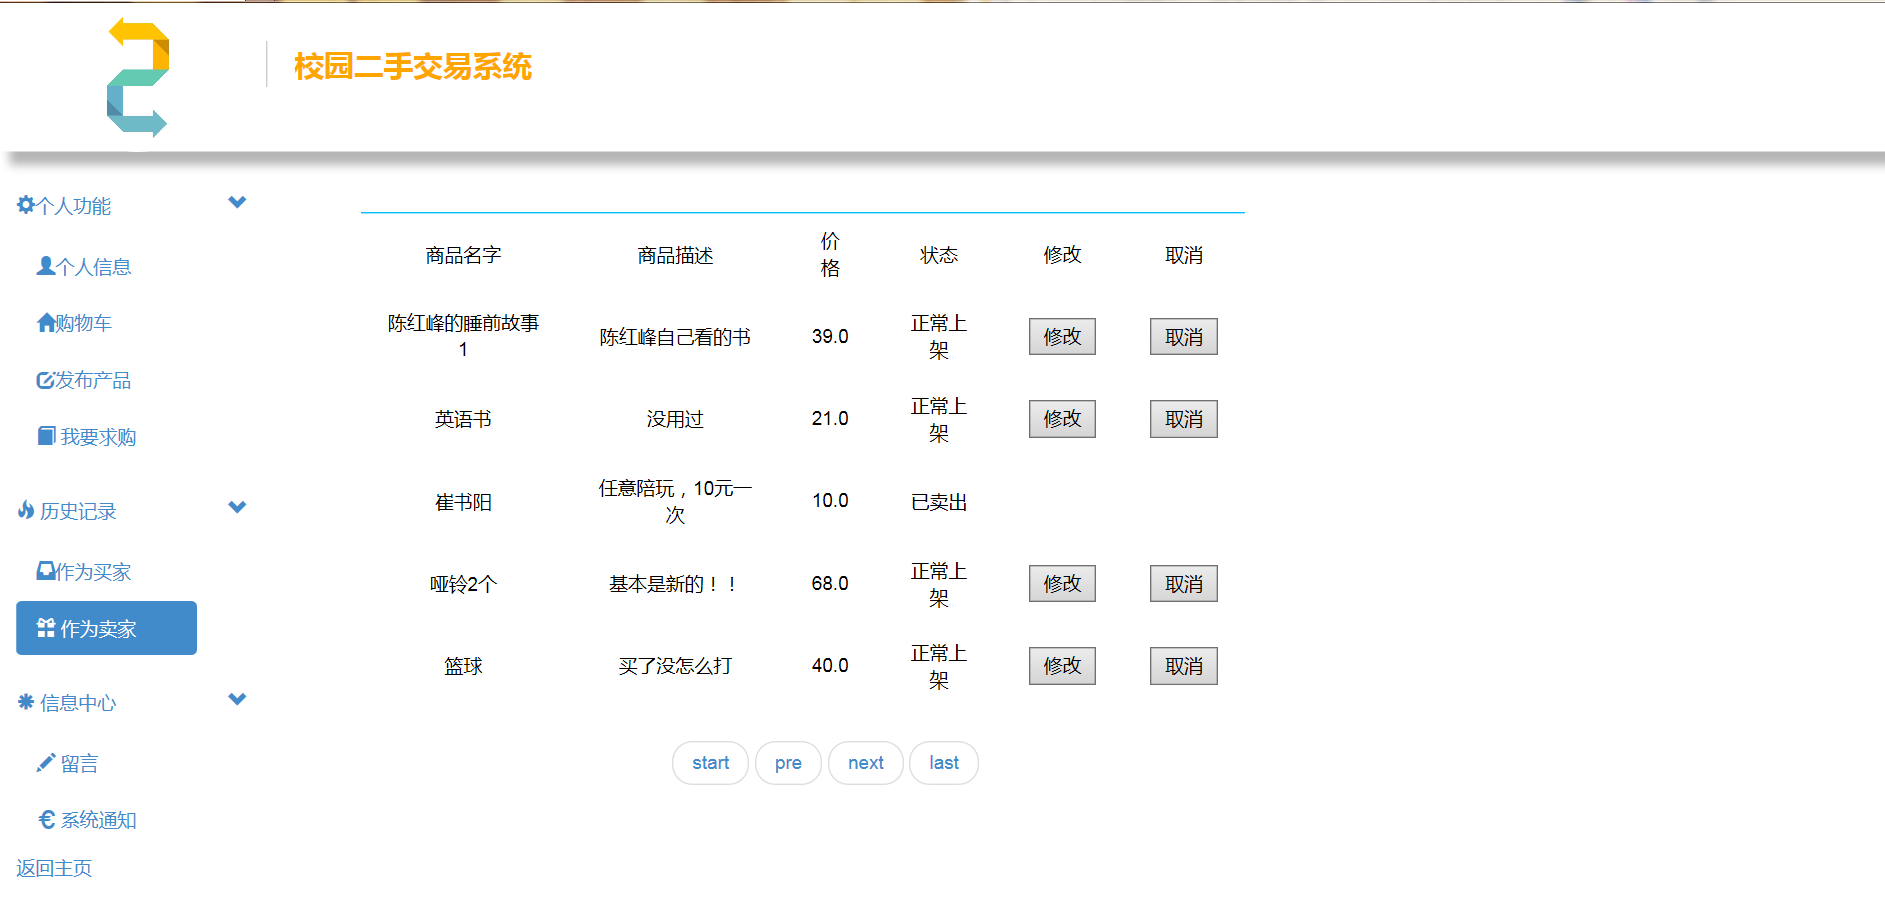 校园二手交易系统
个人功能
个人信息
购物车
发布产品
我要求购
历史记录
作为买家
作为卖家
信息中心
留言
系统通知
返回主页
商品名字 商品描述 价格 状态 修改 取消
陈红峰的睡前故事1 陈红峰自己看的书 39.0 正常上架 修改 取消
英语书 没用过 21.0 正常上架 修改 取消
崔书阳 任意陪玩，10元一次 10.0 已卖出
哑铃2个 基本是新的！！ 68.0 正常上架 修改 取消
篮球 买了没怎么打 40.0 正常上架 修改 取消
start pre next last